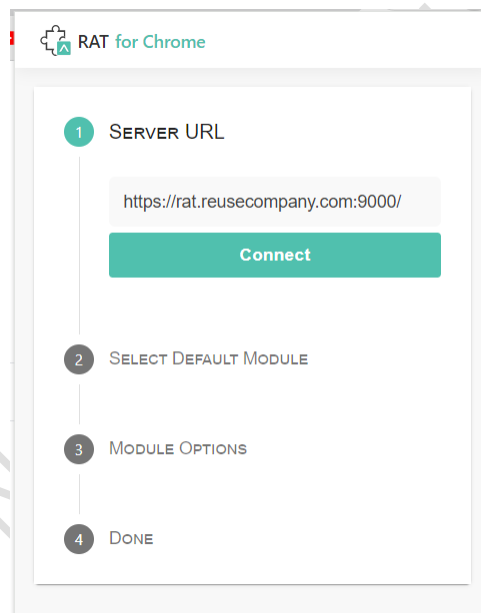 RAT for Chrome
1 SERVER URL
https://rat.reusecompany.com:9000/
Connect
2 SELECT DEFAULT MODULE
3 MODULE OPTIONS
4 DONE